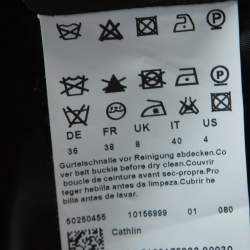 DE FR UK IT US
36 38 8 40 4
Gürtelschnalle vor Reinigung abdecken.Co
ver belt buckle before dry clean.Couvrir
boucle de ceinture avant sec-propre.Pro
teger hebilla antes da limpeza.Cubrir he
billa antes de lavar.
50250455 10156999 01 080
Cathlin